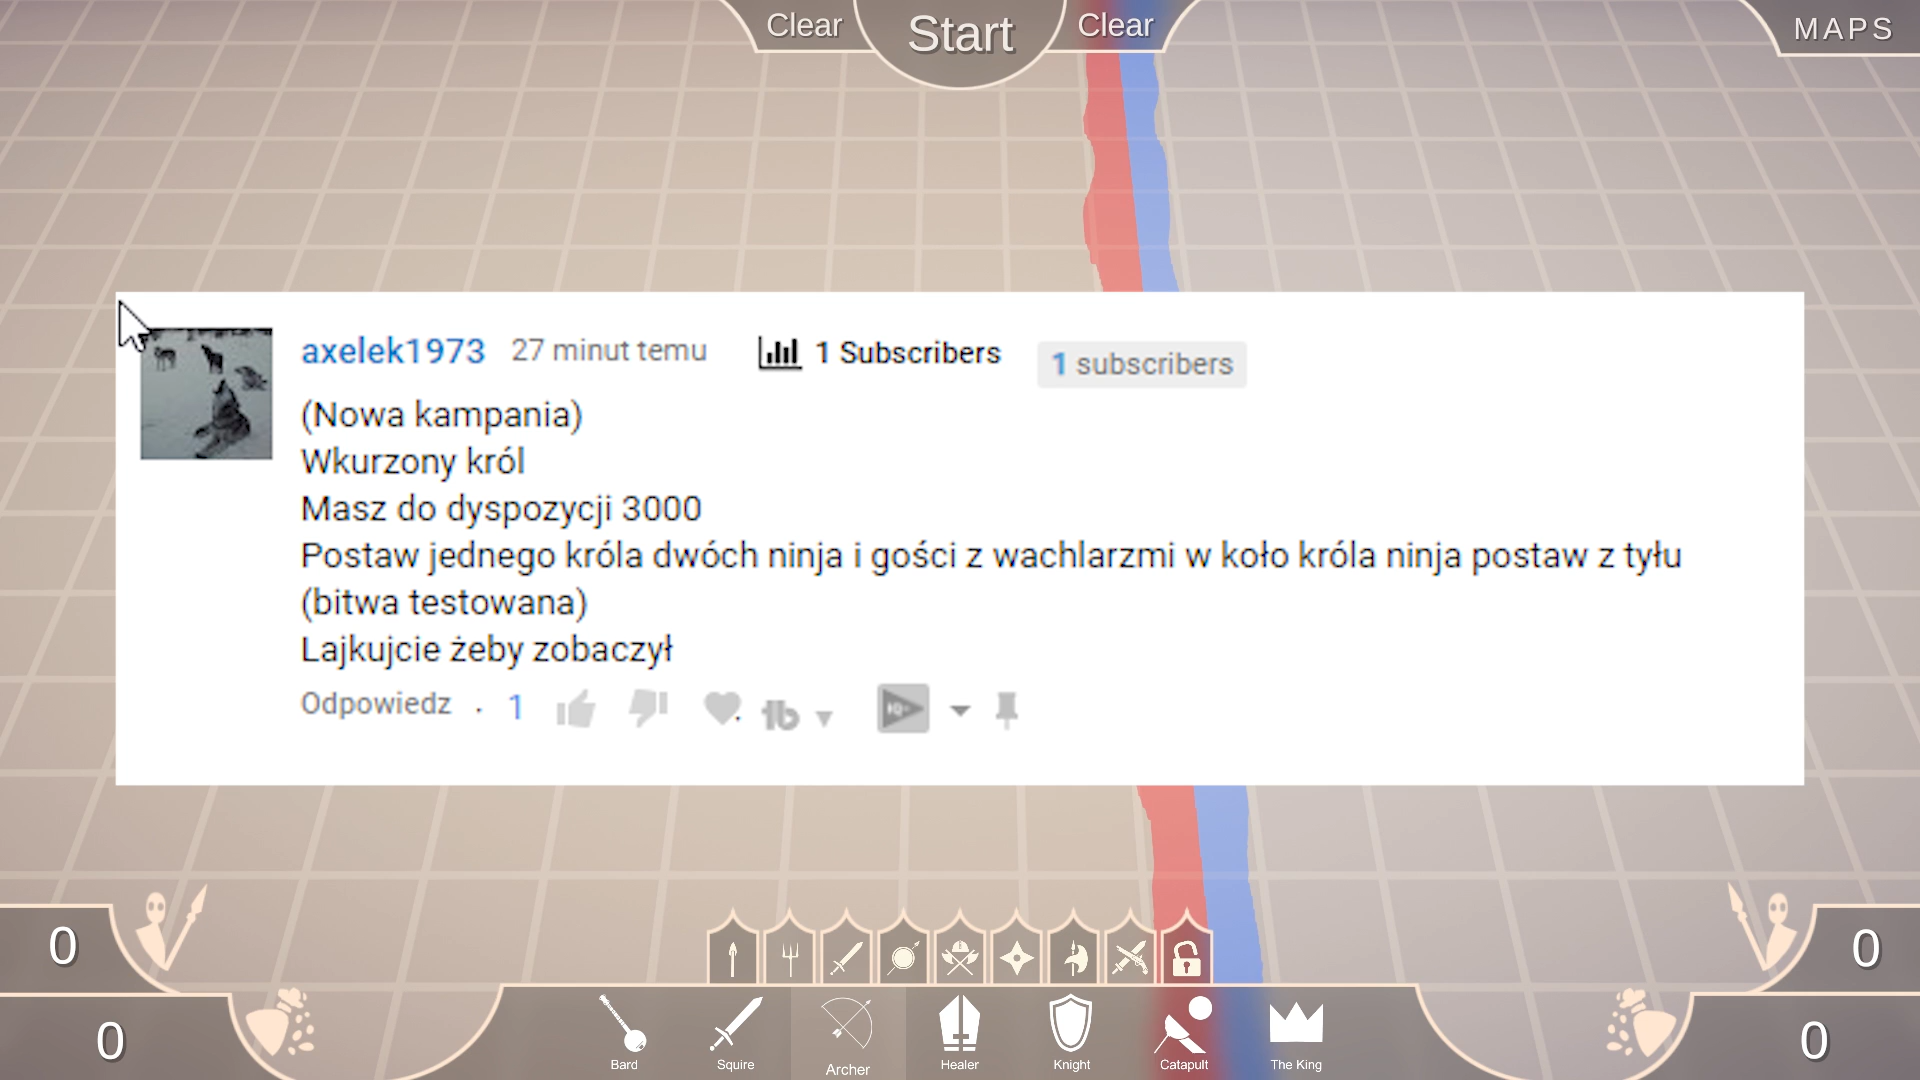 Clear
Start
Clear
MAPS
axelek1973 27 minut temu 1 Subscribers 1 subscribers
(Nowa kampania)
Wkurzony król
Masz do dyspozycji 3000
Postaw jednego króla dwóch ninja i gości z wachlarzmi w koło króla ninja postaw z tyłu
(bitwa testowana)
Lajkujcie żeby zobaczył
Odpowiedz · 1
0
0
0
0
Bard
Squire
Archer
Healer
Knight
Catapult
The King